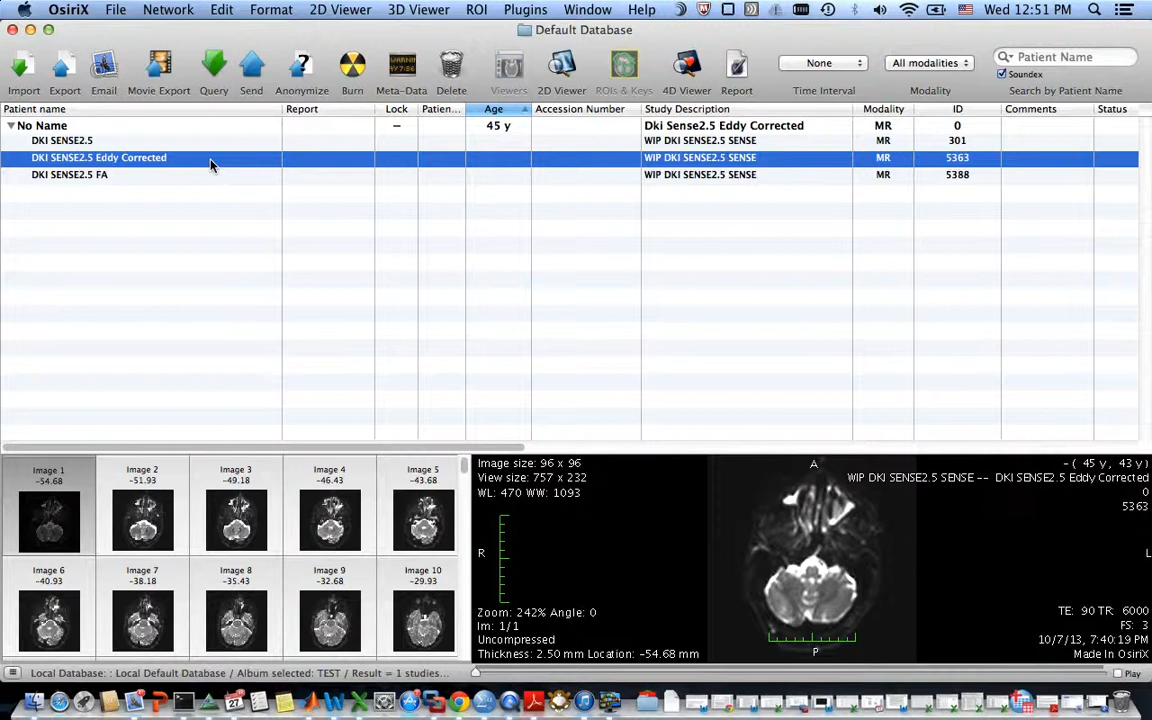 OsiriX File Network Edit Format 2D Viewer 3D Viewer ROI Plugins Window Help Wed 12:51 PM
Default Database
Import Export Email Movie Export Query Send Anonymize Burn Meta-Data Delete Viewers 2D Viewer ROIs & Keys 4D Viewer Report
None
Time Interval
All modalities
Modality
Patient Name
Soundex
Search by Patient Name
Patient name Report Lock Patien... Age Accession Number Study Description Modality ID Comments Status
No Name – 45 y Dki Sense2.5 Eddy Corrected MR 0
DKI SENSE2.5 WIP DKI SENSE2.5 SENSE MR 301
DKI SENSE2.5 Eddy Corrected WIP DKI SENSE2.5 SENSE MR 5363
DKI SENSE2.5 FA WIP DKI SENSE2.5 SENSE MR 5388
Image 1 Image 2 Image 3 Image 4 Image 5
-54.68 -51.93 -49.18 -46.43 -43.68
Image 6 Image 7 Image 8 Image 9 Image 10
-40.93 -38.18 -35.43 -32.68 -29.93
Image size: 96 x 96
View size: 757 x 232
WL: 470 WW: 1093
A
- ( 45 y, 43 y)
WIP DKI SENSE2.5 SENSE -- DKI SENSE2.5 Eddy Corrected
0
5363
R
L
Zoom: 242% Angle: 0
Im: 1/1
Uncompressed
Thickness: 2.50 mm Location: -54.68 mm
P
TE: 90 TR: 6000
FS: 3
10/7/13, 7:40:19 PM
Made In OsiriX
Local Database: : Local Default Database / Album selected: TEST / Result = 1 studies...
Play